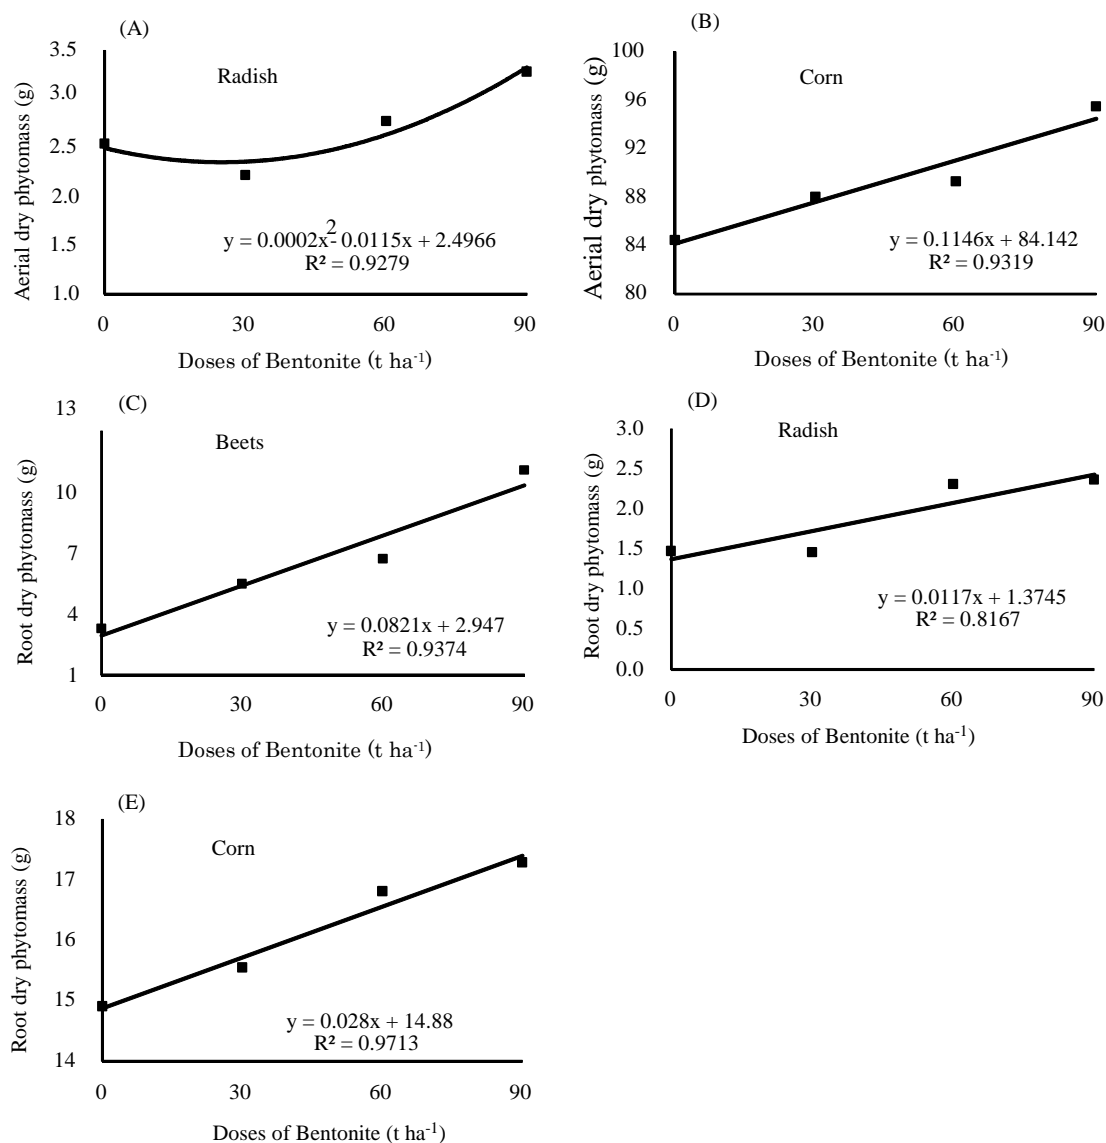 (A)
Radish
Aerial dry phytomass (g)
3.5
3.0
2.5
2.0
1.5
1.0
y = 0.0002x² - 0.0115x + 2.4966
R² = 0.9279
0 30 60 90
Doses of Bentonite (t ha⁻¹)
(B)
Corn
Aerial dry phytomass (g)
100
96
92
88
84
80
y = 0.1146x + 84.142
R² = 0.9319
0 30 60 90
Doses of Bentonite (t ha⁻¹)
(C)
Beets
Root dry phytomass (g)
13
10
7
4
1
y = 0.0821x + 2.947
R² = 0.9374
0 30 60 90
Doses of Bentonite (t ha⁻¹)
(D)
Radish
Root dry phytomass (g)
3.0
2.5
2.0
1.5
1.0
0.5
0.0
y = 0.0117x + 1.3745
R² = 0.8167
0 30 60 90
Doses of Bentonite (t ha⁻¹)
(E)
Corn
Root dry phytomass (g)
18
17
16
15
14
y = 0.028x + 14.88
R² = 0.9713
0 30 60 90
Doses of Bentonite (t ha⁻¹)